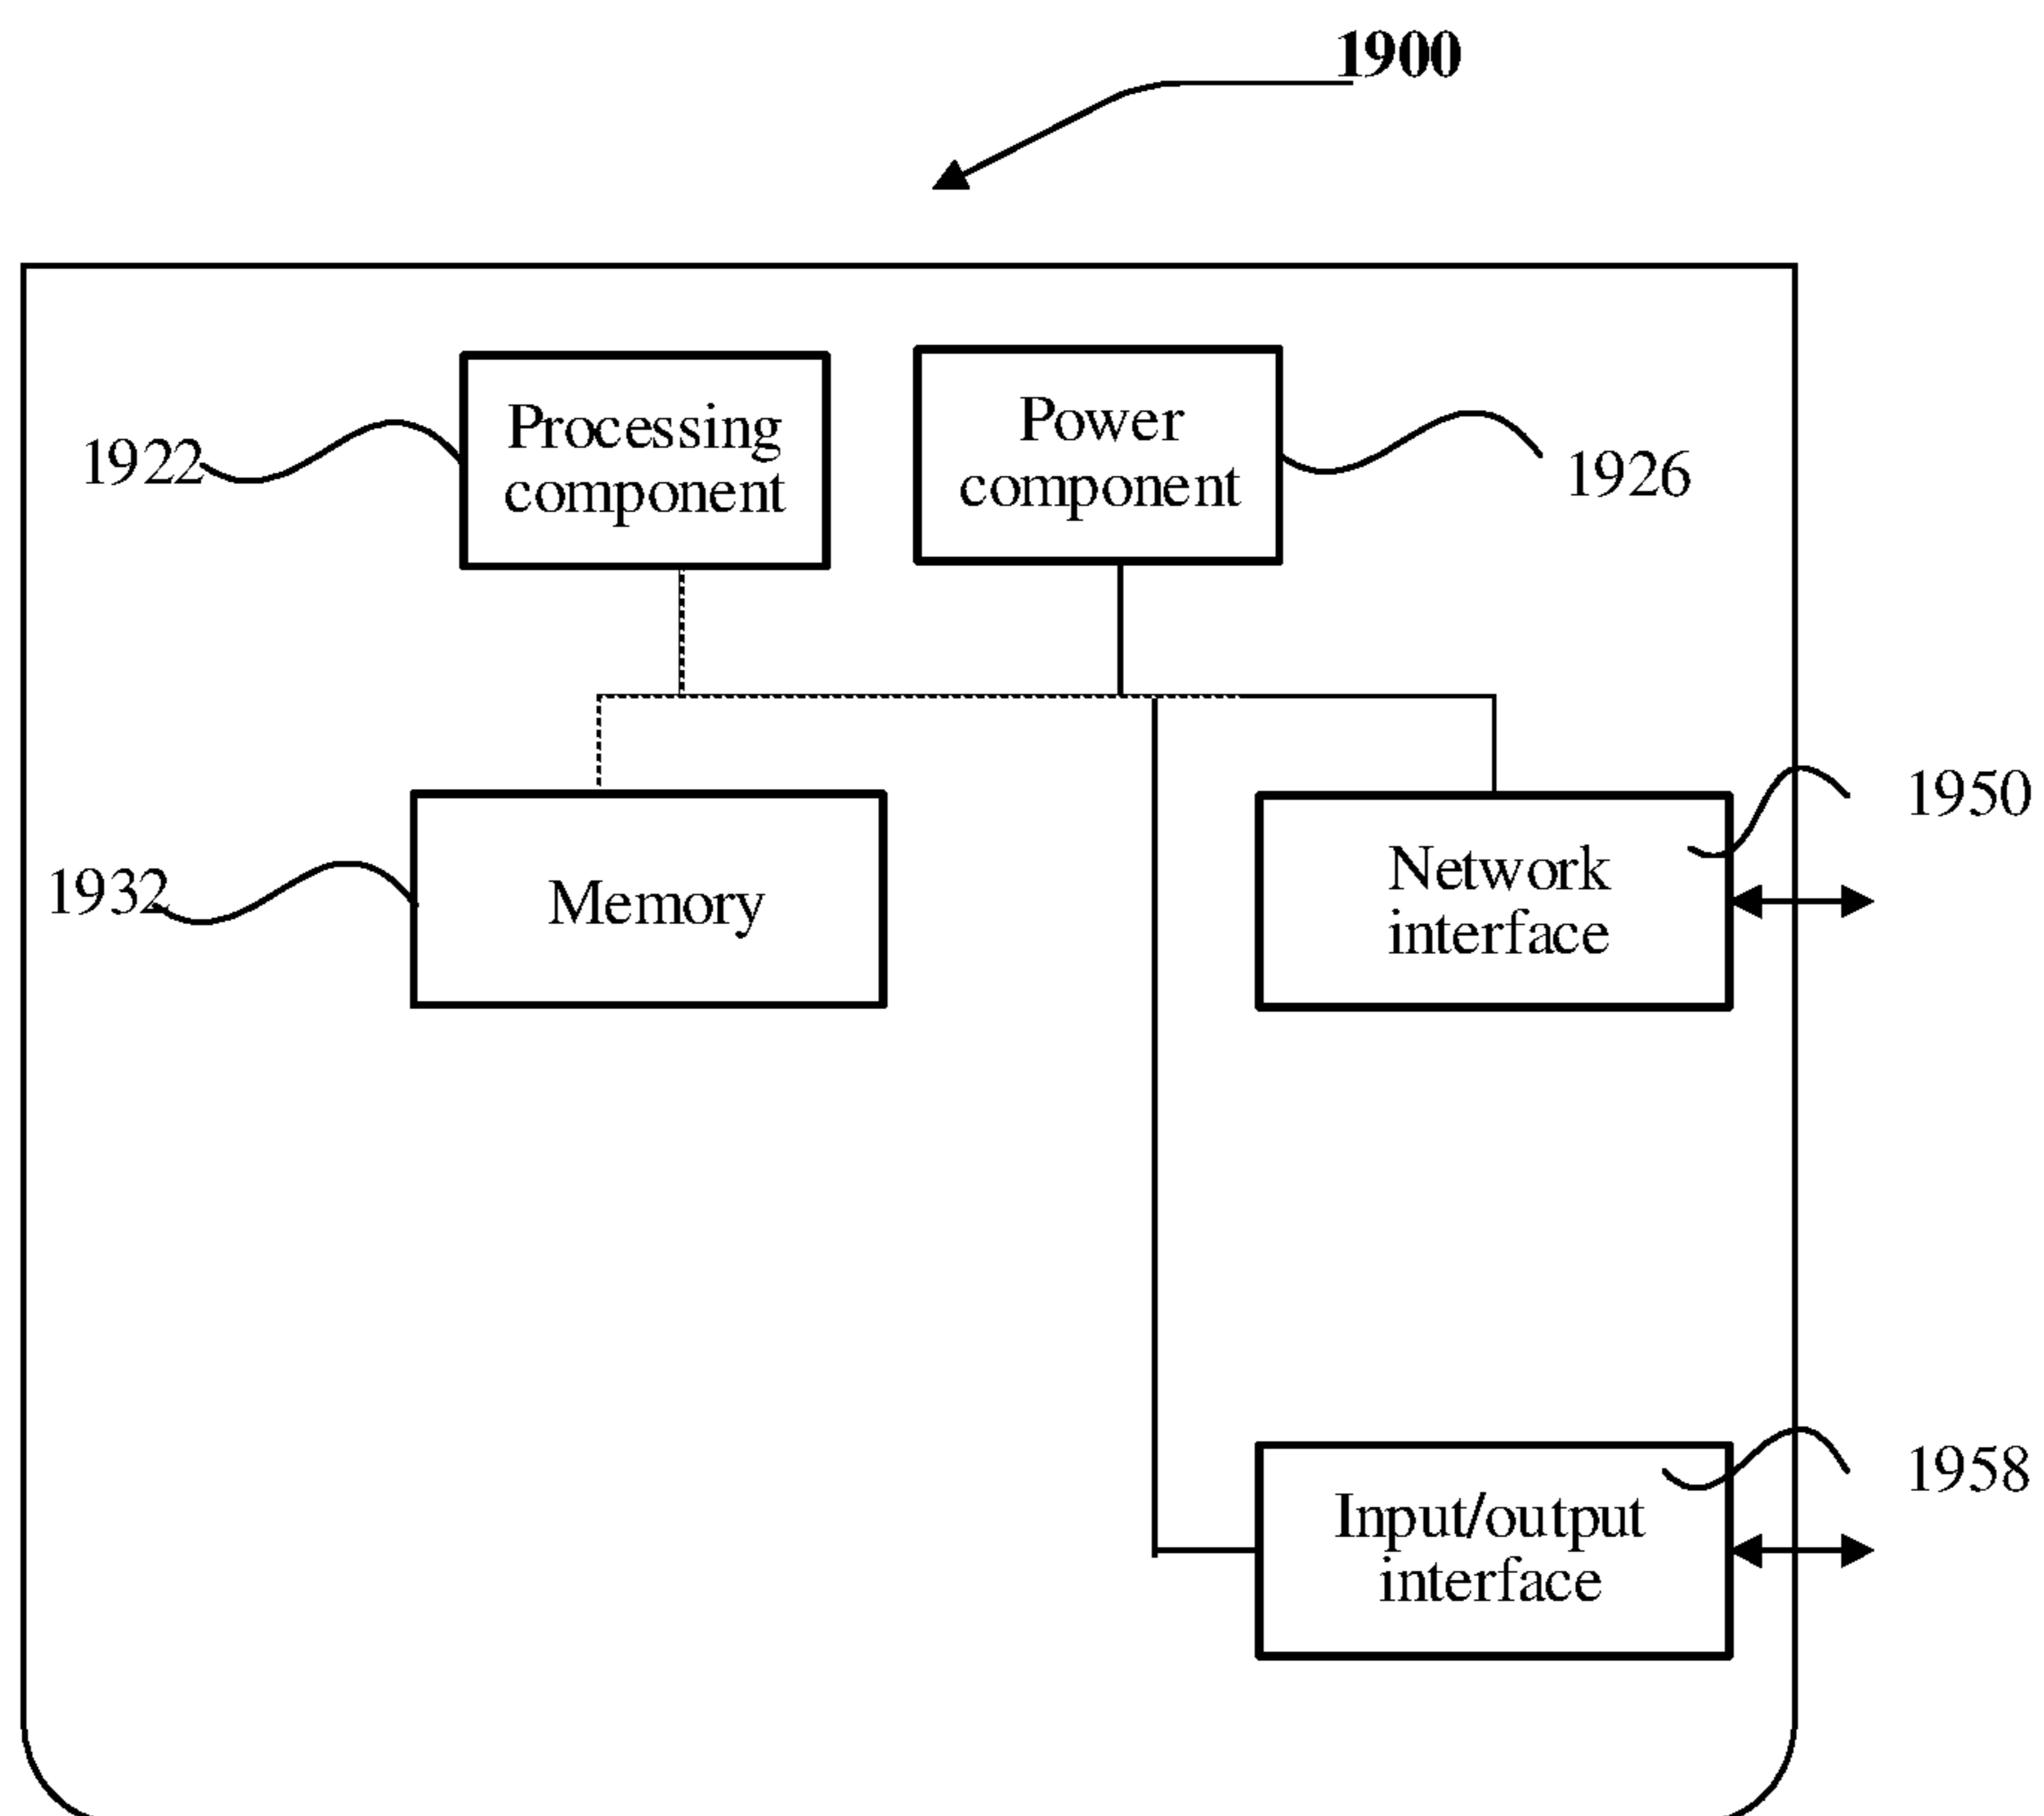 1900
Processing
component
Power
component
1922
1926
1950
Network
interface
1932
Memory
1958
Input/output
interface